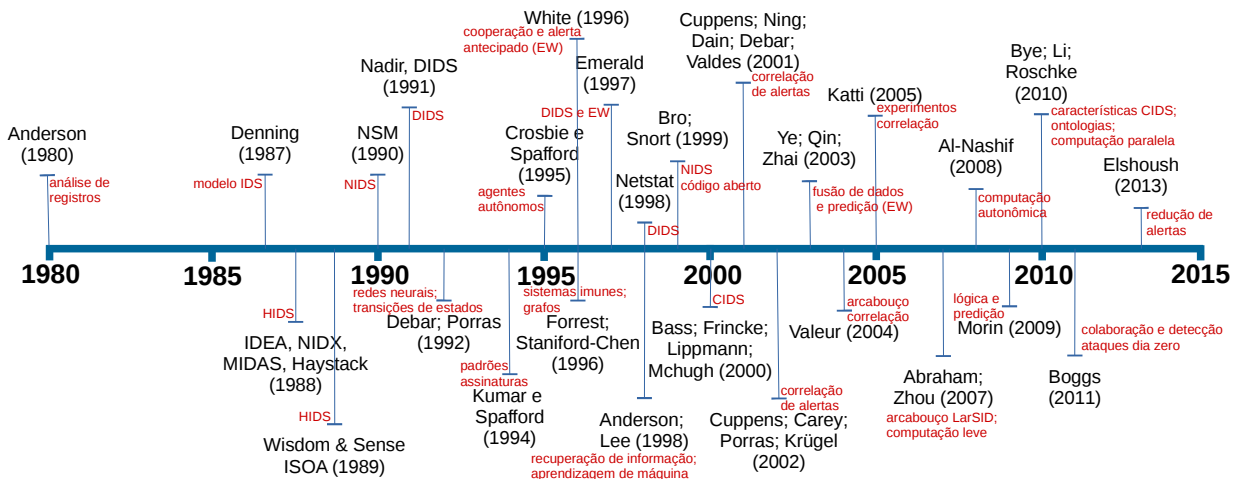 White (1996)
cooperação e alerta
antecipado (EW)
Cuppens; Ning;
Dain; Debar;
Valdes (2001)
correlação
de alertas
Bye; Li;
Roschke
(2010)
características CIDS;
ontologias;
computação paralela
Nadir, DIDS
(1991)
DIDS
Emerald
(1997)
DIDS e EW
Katti (2005)
experimentos
correlação
Anderson
(1980)
análise de
registros
Denning
(1987)
modelo IDS
NSM
(1990)
NIDS
Crosbie e
Spafford
(1995)
agentes
autônomos
Bro;
Snort (1999)
NIDS
código aberto
Netstat
(1998)
DIDS
Ye; Qin;
Zhai (2003)
fusão de dados
e predição (EW)
Al-Nashif
(2008)
computação
autonômica
Elshoush
(2013)
redução de
alertas
1980
1985
1990
1995
2000
2005
2010
2015
HIDS
IDEA, NIDX,
MIDAS, Haystack
(1988)
HIDS
Wisdom & Sense
ISOA (1989)
redes neurais;
transições de estados
Debar; Porras
(1992)
padrões
assinaturas
Kumar e
Spafford
(1994)
sistemas imunes;
grafos
Forrest;
Staniford-Chen
(1996)
Anderson;
Lee (1998)
recuperação de informação;
aprendizagem de máquina
CIDS
Bass; Frincke;
Lippmann;
Mchugh (2000)
correlação
de alertas
Cuppens; Carey;
Porras; Krügel
(2002)
arcabouço
correlação
Valeur (2004)
Abraham;
Zhou (2007)
arcabouço LarSID;
computação leve
lógica e
predição
Morin (2009)
colaboração e detecção
ataques dia zero
Boggs
(2011)